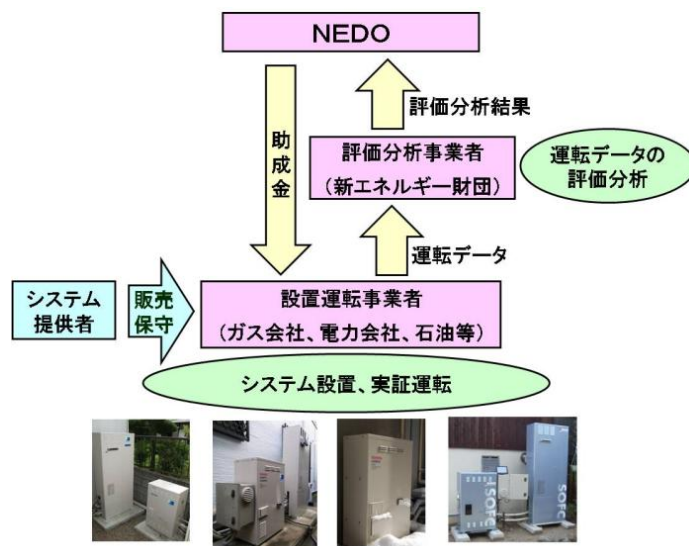 NEDO
評価分析結果
助成金
評価分析事業者
(新エネルギー財団)
運転データの
評価分析
運転データ
システム
提供者
販売
保守
設置運転事業者
(ガス会社、電力会社、石油等)
システム設置、実証運転
SOFC
SOFC